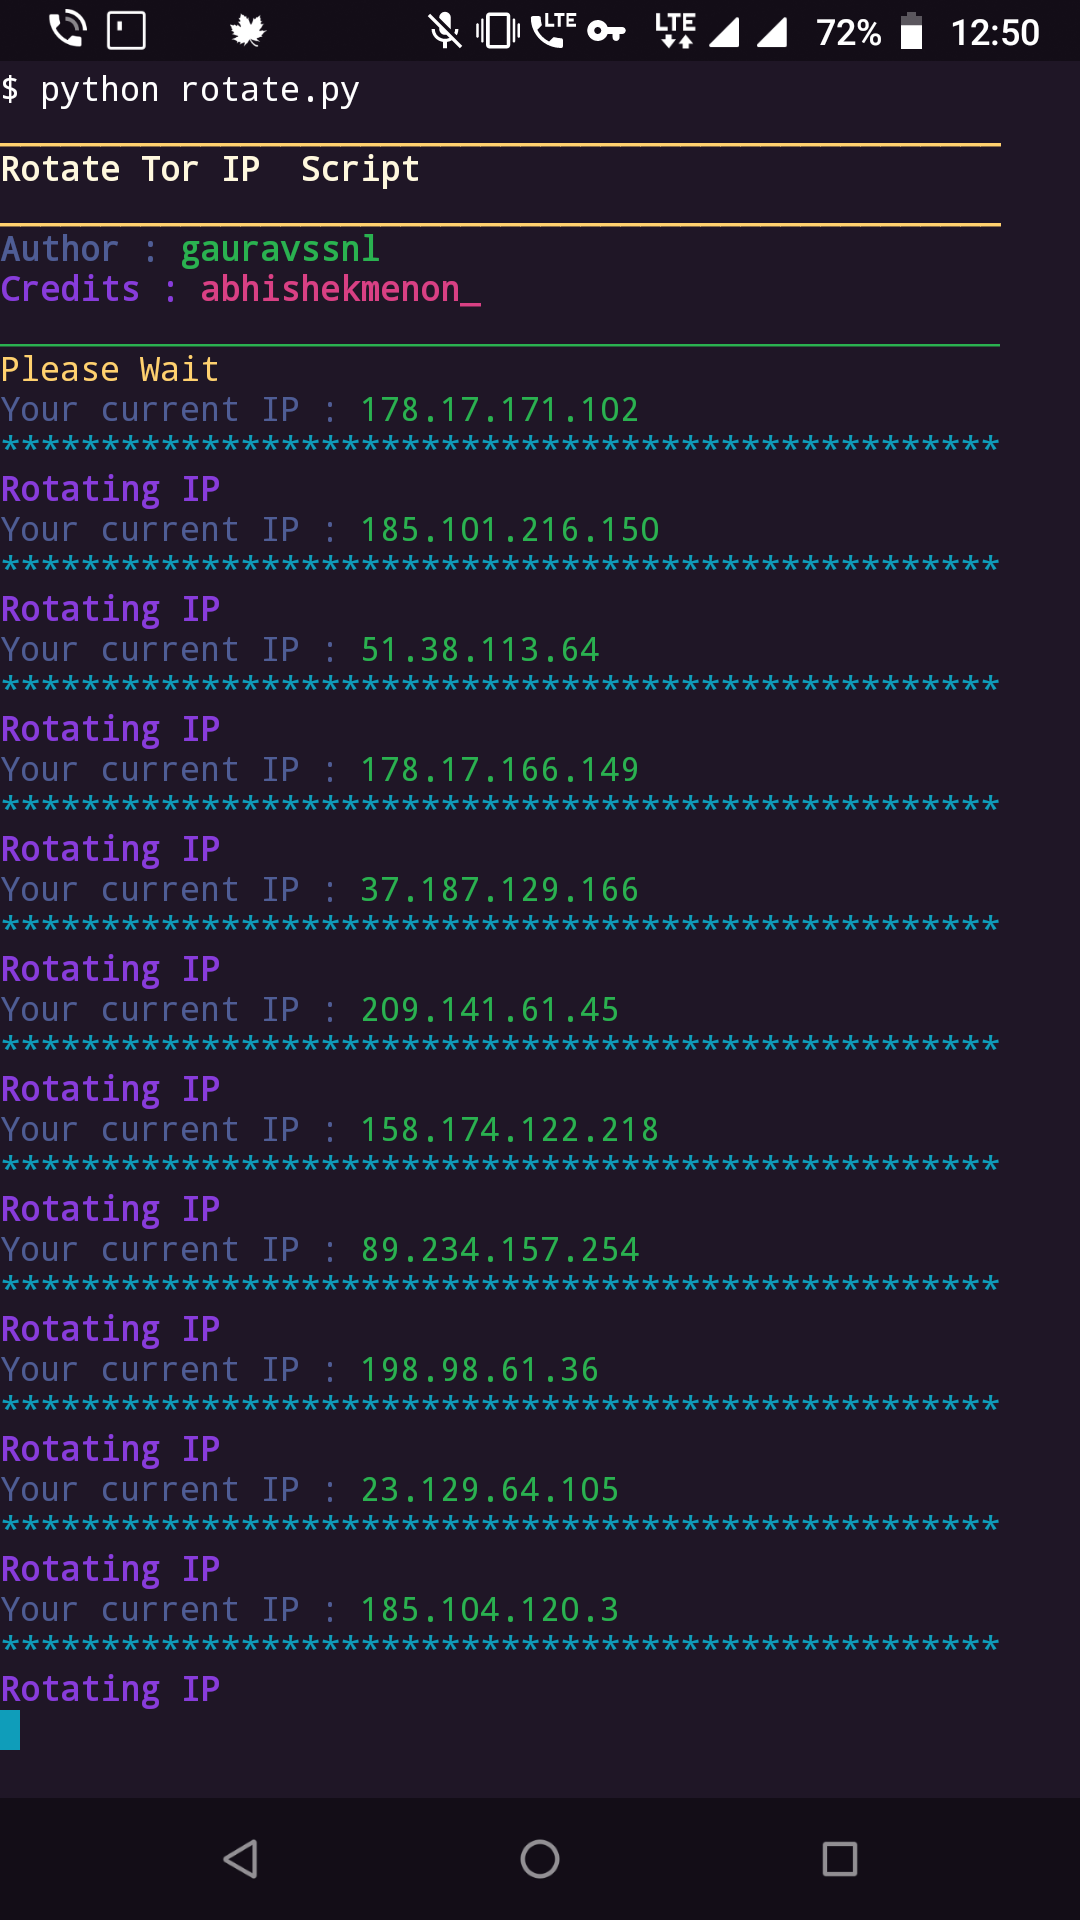 LTE LTE 72% 12:50
$ python rotate.py
Rotate Tor IP  Script
Author : gauravssnl
Credits : abhishekmenon_
Please Wait
Your current IP : 178.17.171.102
**************************************************
Rotating IP
Your current IP : 185.101.216.150
**************************************************
Rotating IP
Your current IP : 51.38.113.64
**************************************************
Rotating IP
Your current IP : 178.17.166.149
**************************************************
Rotating IP
Your current IP : 37.187.129.166
**************************************************
Rotating IP
Your current IP : 209.141.61.45
**************************************************
Rotating IP
Your current IP : 158.174.122.218
**************************************************
Rotating IP
Your current IP : 89.234.157.254
**************************************************
Rotating IP
Your current IP : 198.98.61.36
**************************************************
Rotating IP
Your current IP : 23.129.64.105
**************************************************
Rotating IP
Your current IP : 185.104.120.3
**************************************************
Rotating IP